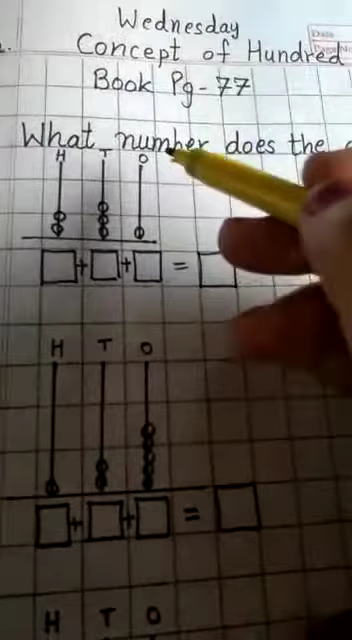 Wednesday
Concept of Hundred
Book Pg-77
What number does the
H T O
+ + =
H T O
+ + =
H T O